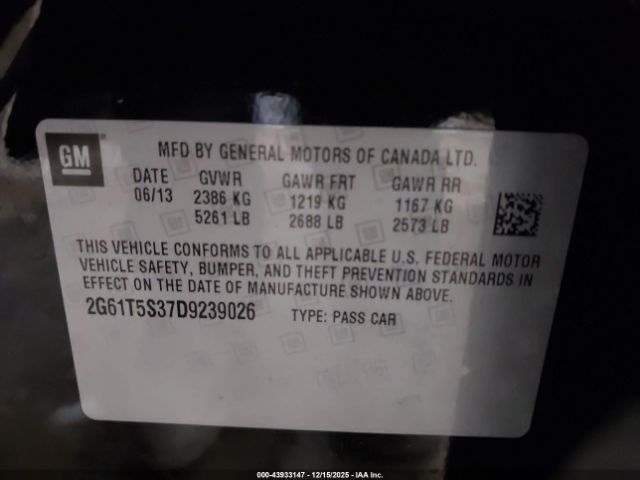 GM
MFD BY GENERAL MOTORS OF CANADA LTD.
DATE GVWR GAWR FRT GAWR RR
06/13 2386 KG 1219 KG 1167 KG
5261 LB 2688 LB 2573 LB
THIS VEHICLE CONFORMS TO ALL APPLICABLE U.S. FEDERAL MOTOR
VEHICLE SAFETY, BUMPER, AND THEFT PREVENTION STANDARDS IN
EFFECT ON THE DATE OF MANUFACTURE SHOWN ABOVE.
2G61T5S37D9239026 TYPE: PASS CAR
000-43933147 - 12/15/2025 - IAA Inc.